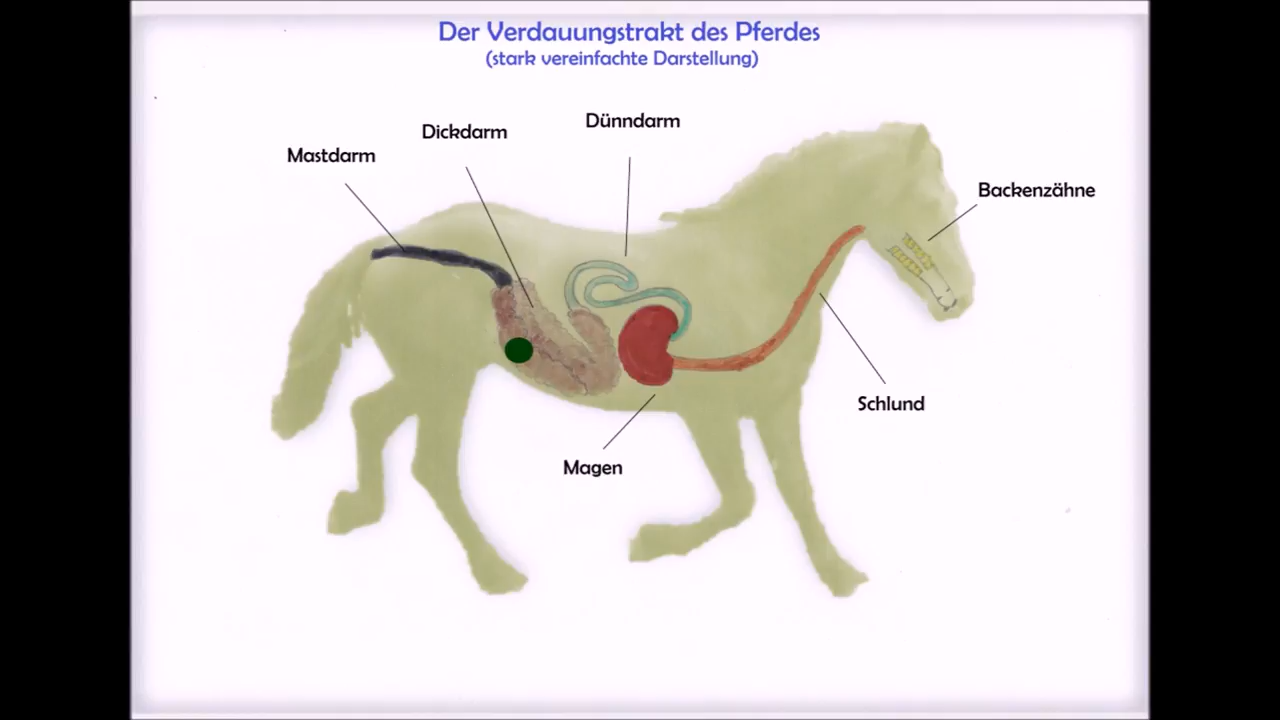 Der Verdauungstrakt des Pferdes
(stark vereinfachte Darstellung)
Dünndarm
Dickdarm
Mastdarm
Backenzähne
Schlund
Magen